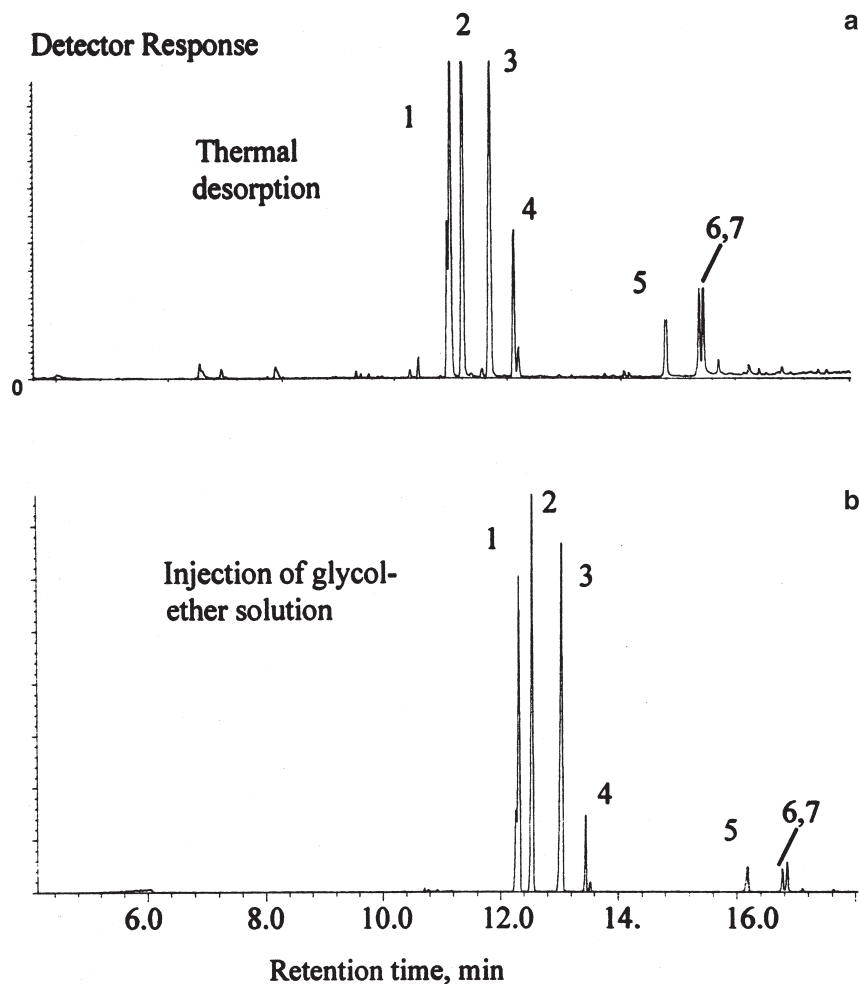 a
Detector Response
2
3
1
Thermal
desorption
4
6,7
5
0
b
2
1
3
Injection of glycol-
ether solution
4
6,7
5
6.0 8.0 10.0 12.0 14. 16.0
Retention time, min